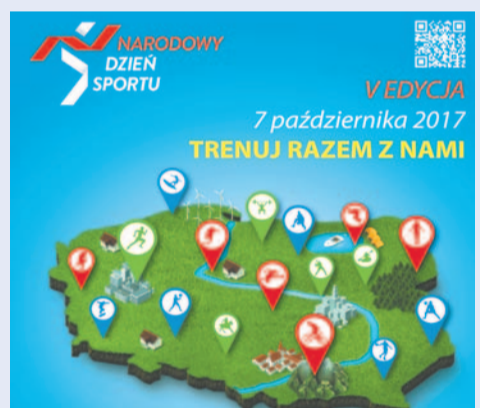 NARODOWY
DZIEŃ
SPORTU
V EDYCJA
7 października 2017
TRENUJ RAZEM Z NAMI